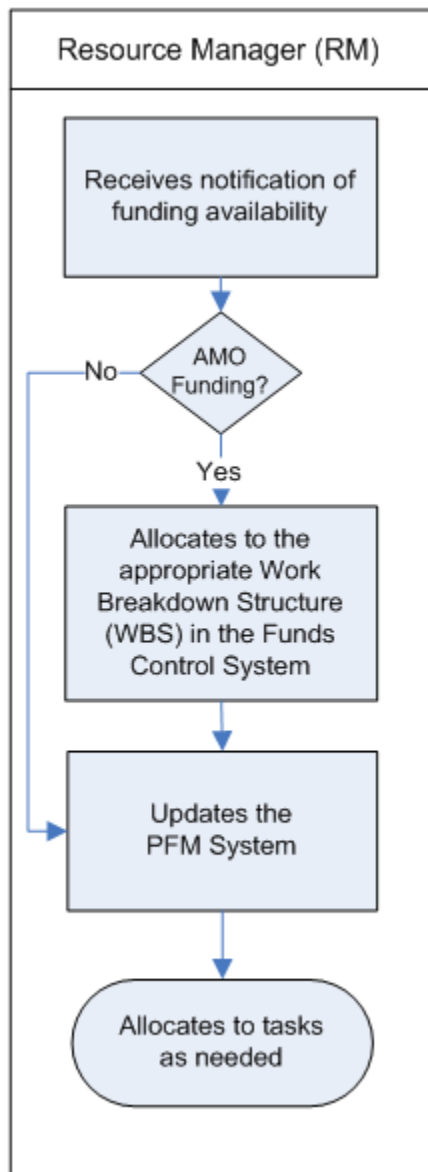 Resource Manager (RM)
Receives notification of
funding availability
AMO
Funding?
No
Yes
Allocates to the
appropriate Work
Breakdown Structure
(WBS) in the Funds
Control System
Updates the
PFM System
Allocates to tasks
as needed